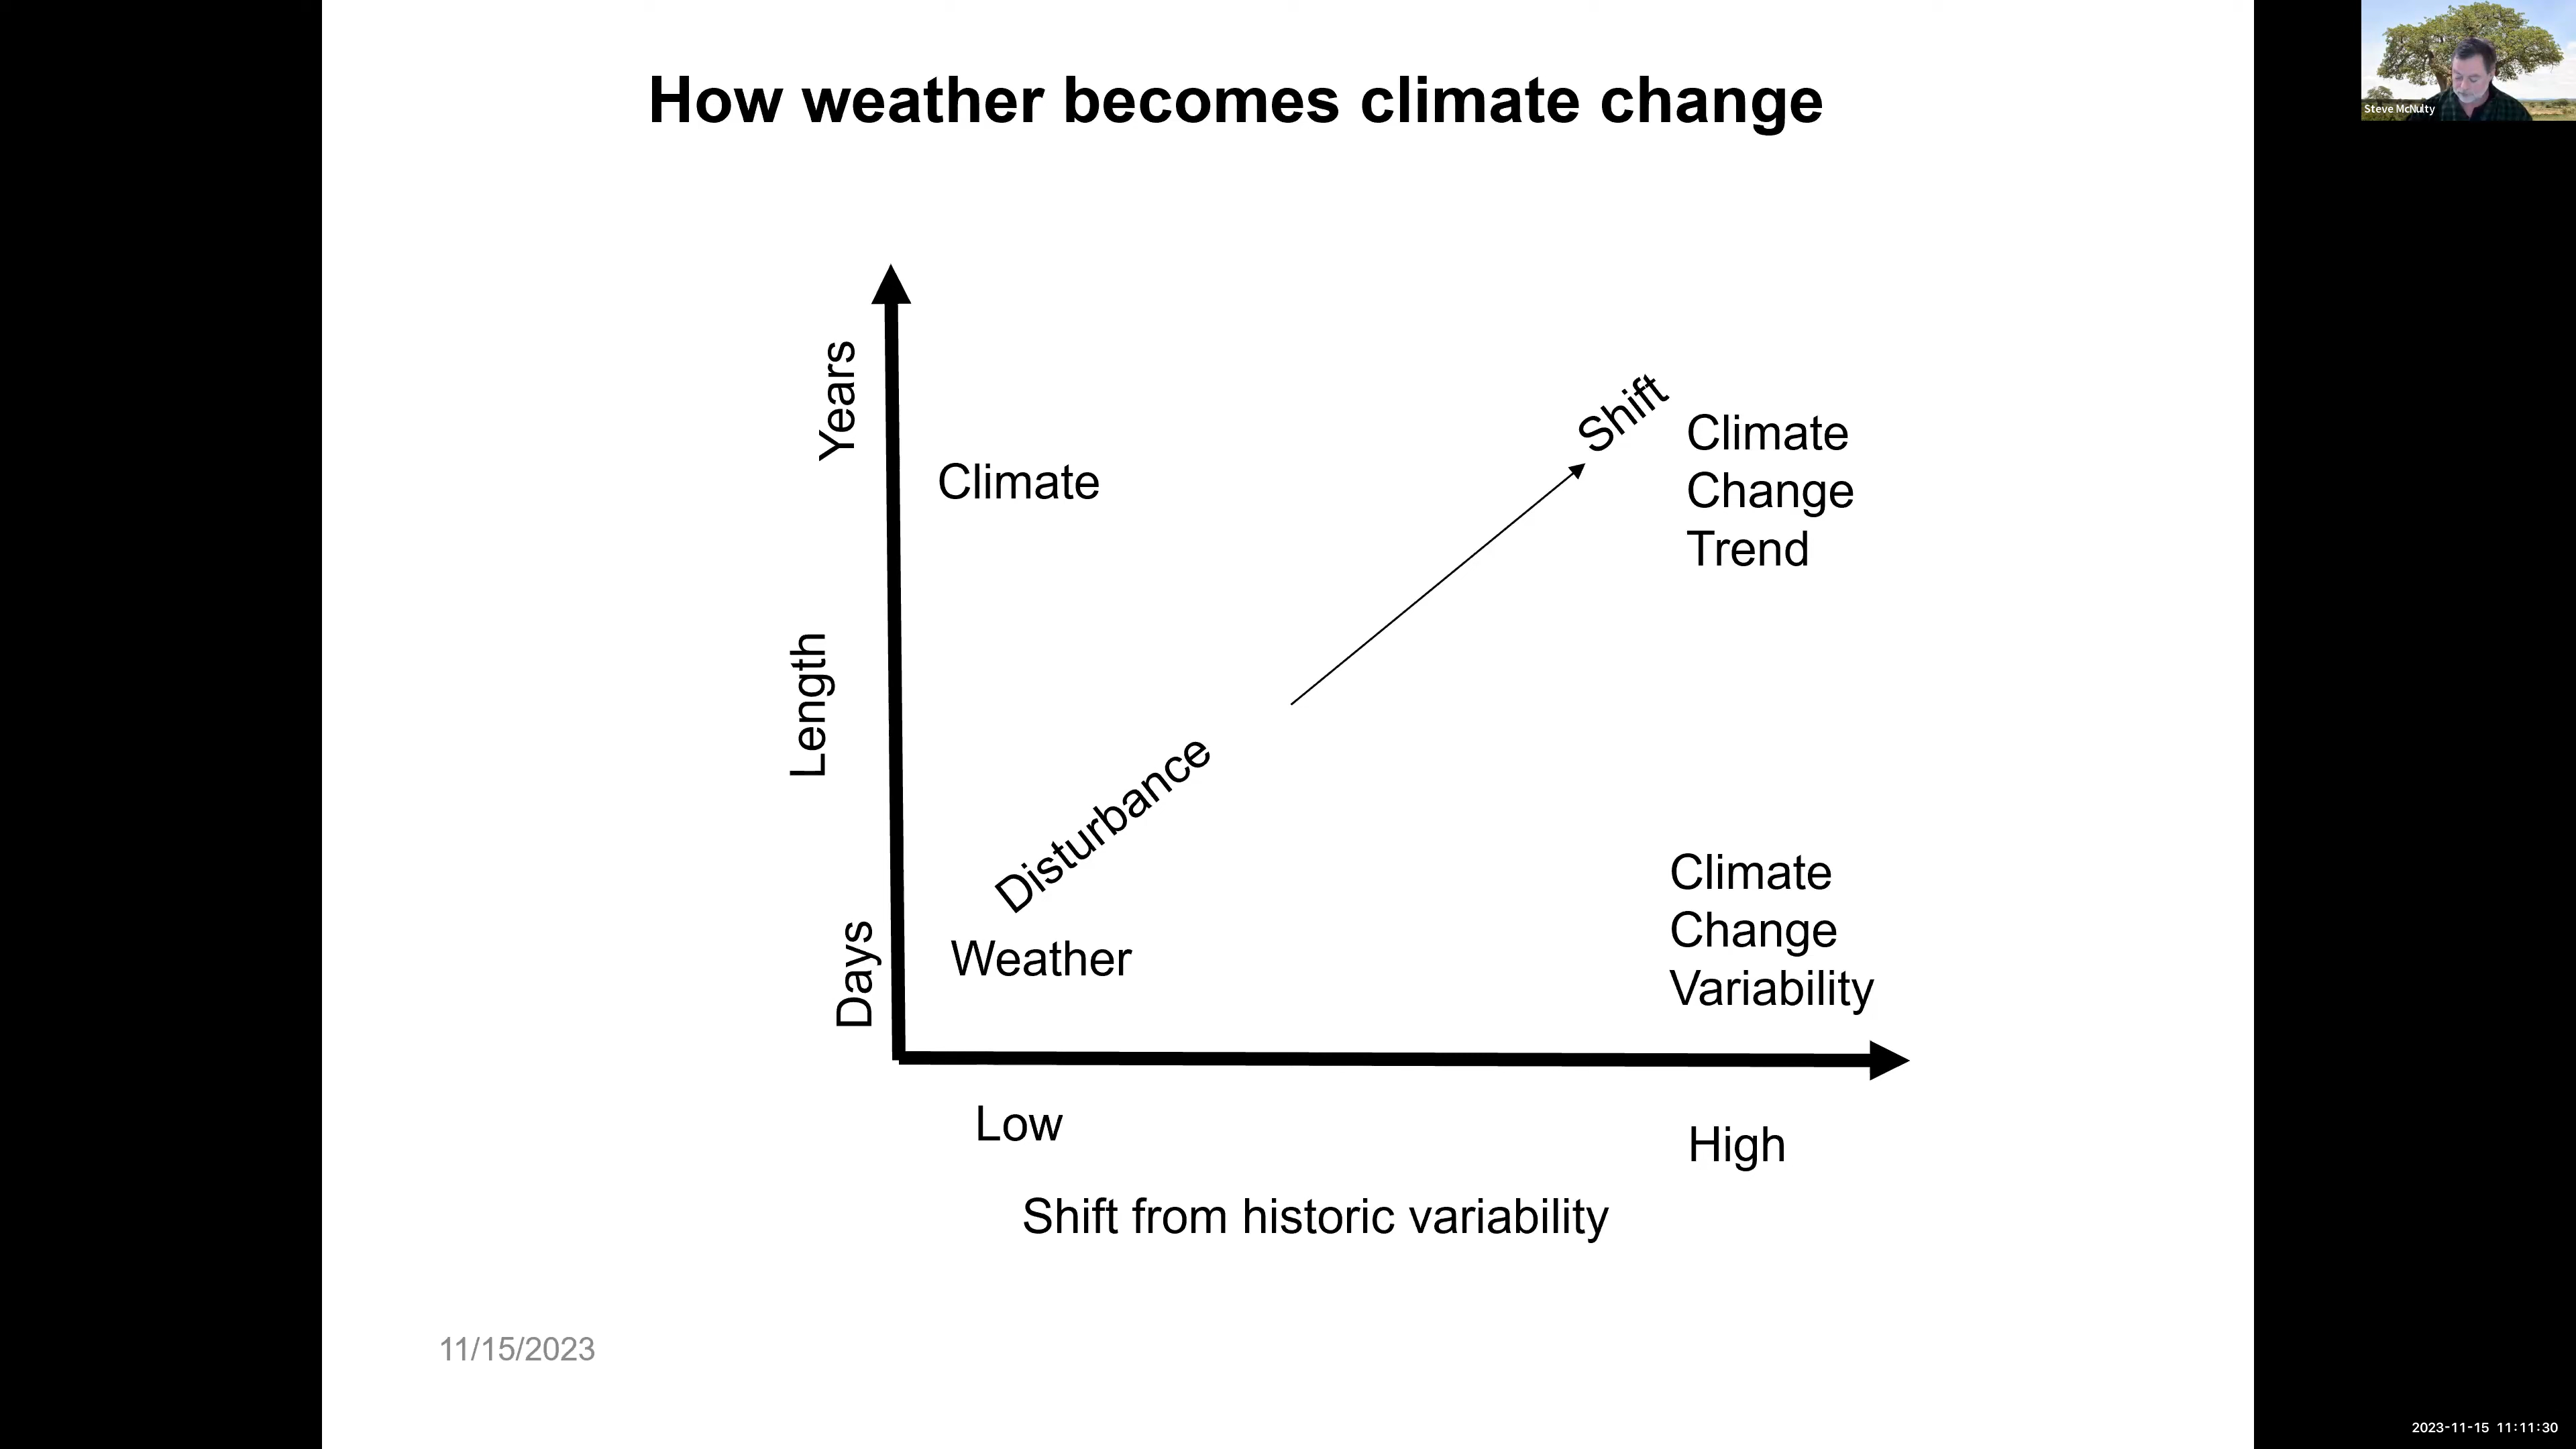 How weather becomes climate change
Steve McNulty
Years
Shift
Climate
Change
Trend
Climate
Length
Disturbance
Climate
Change
Variability
Days
Weather
Low
High
Shift from historic variability
11/15/2023
2023-11-15 11:11:30